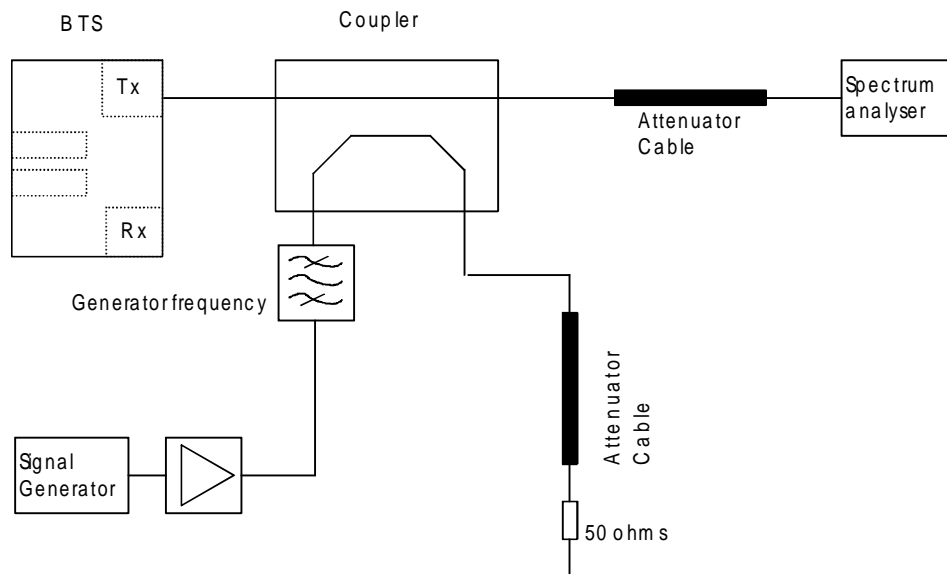 BTS
Coupler
Tx
Spectrum
analyser
Attenuator
Cable
Rx
Generator frequency
Attenuator
Cable
Signal
Generator
50 ohms